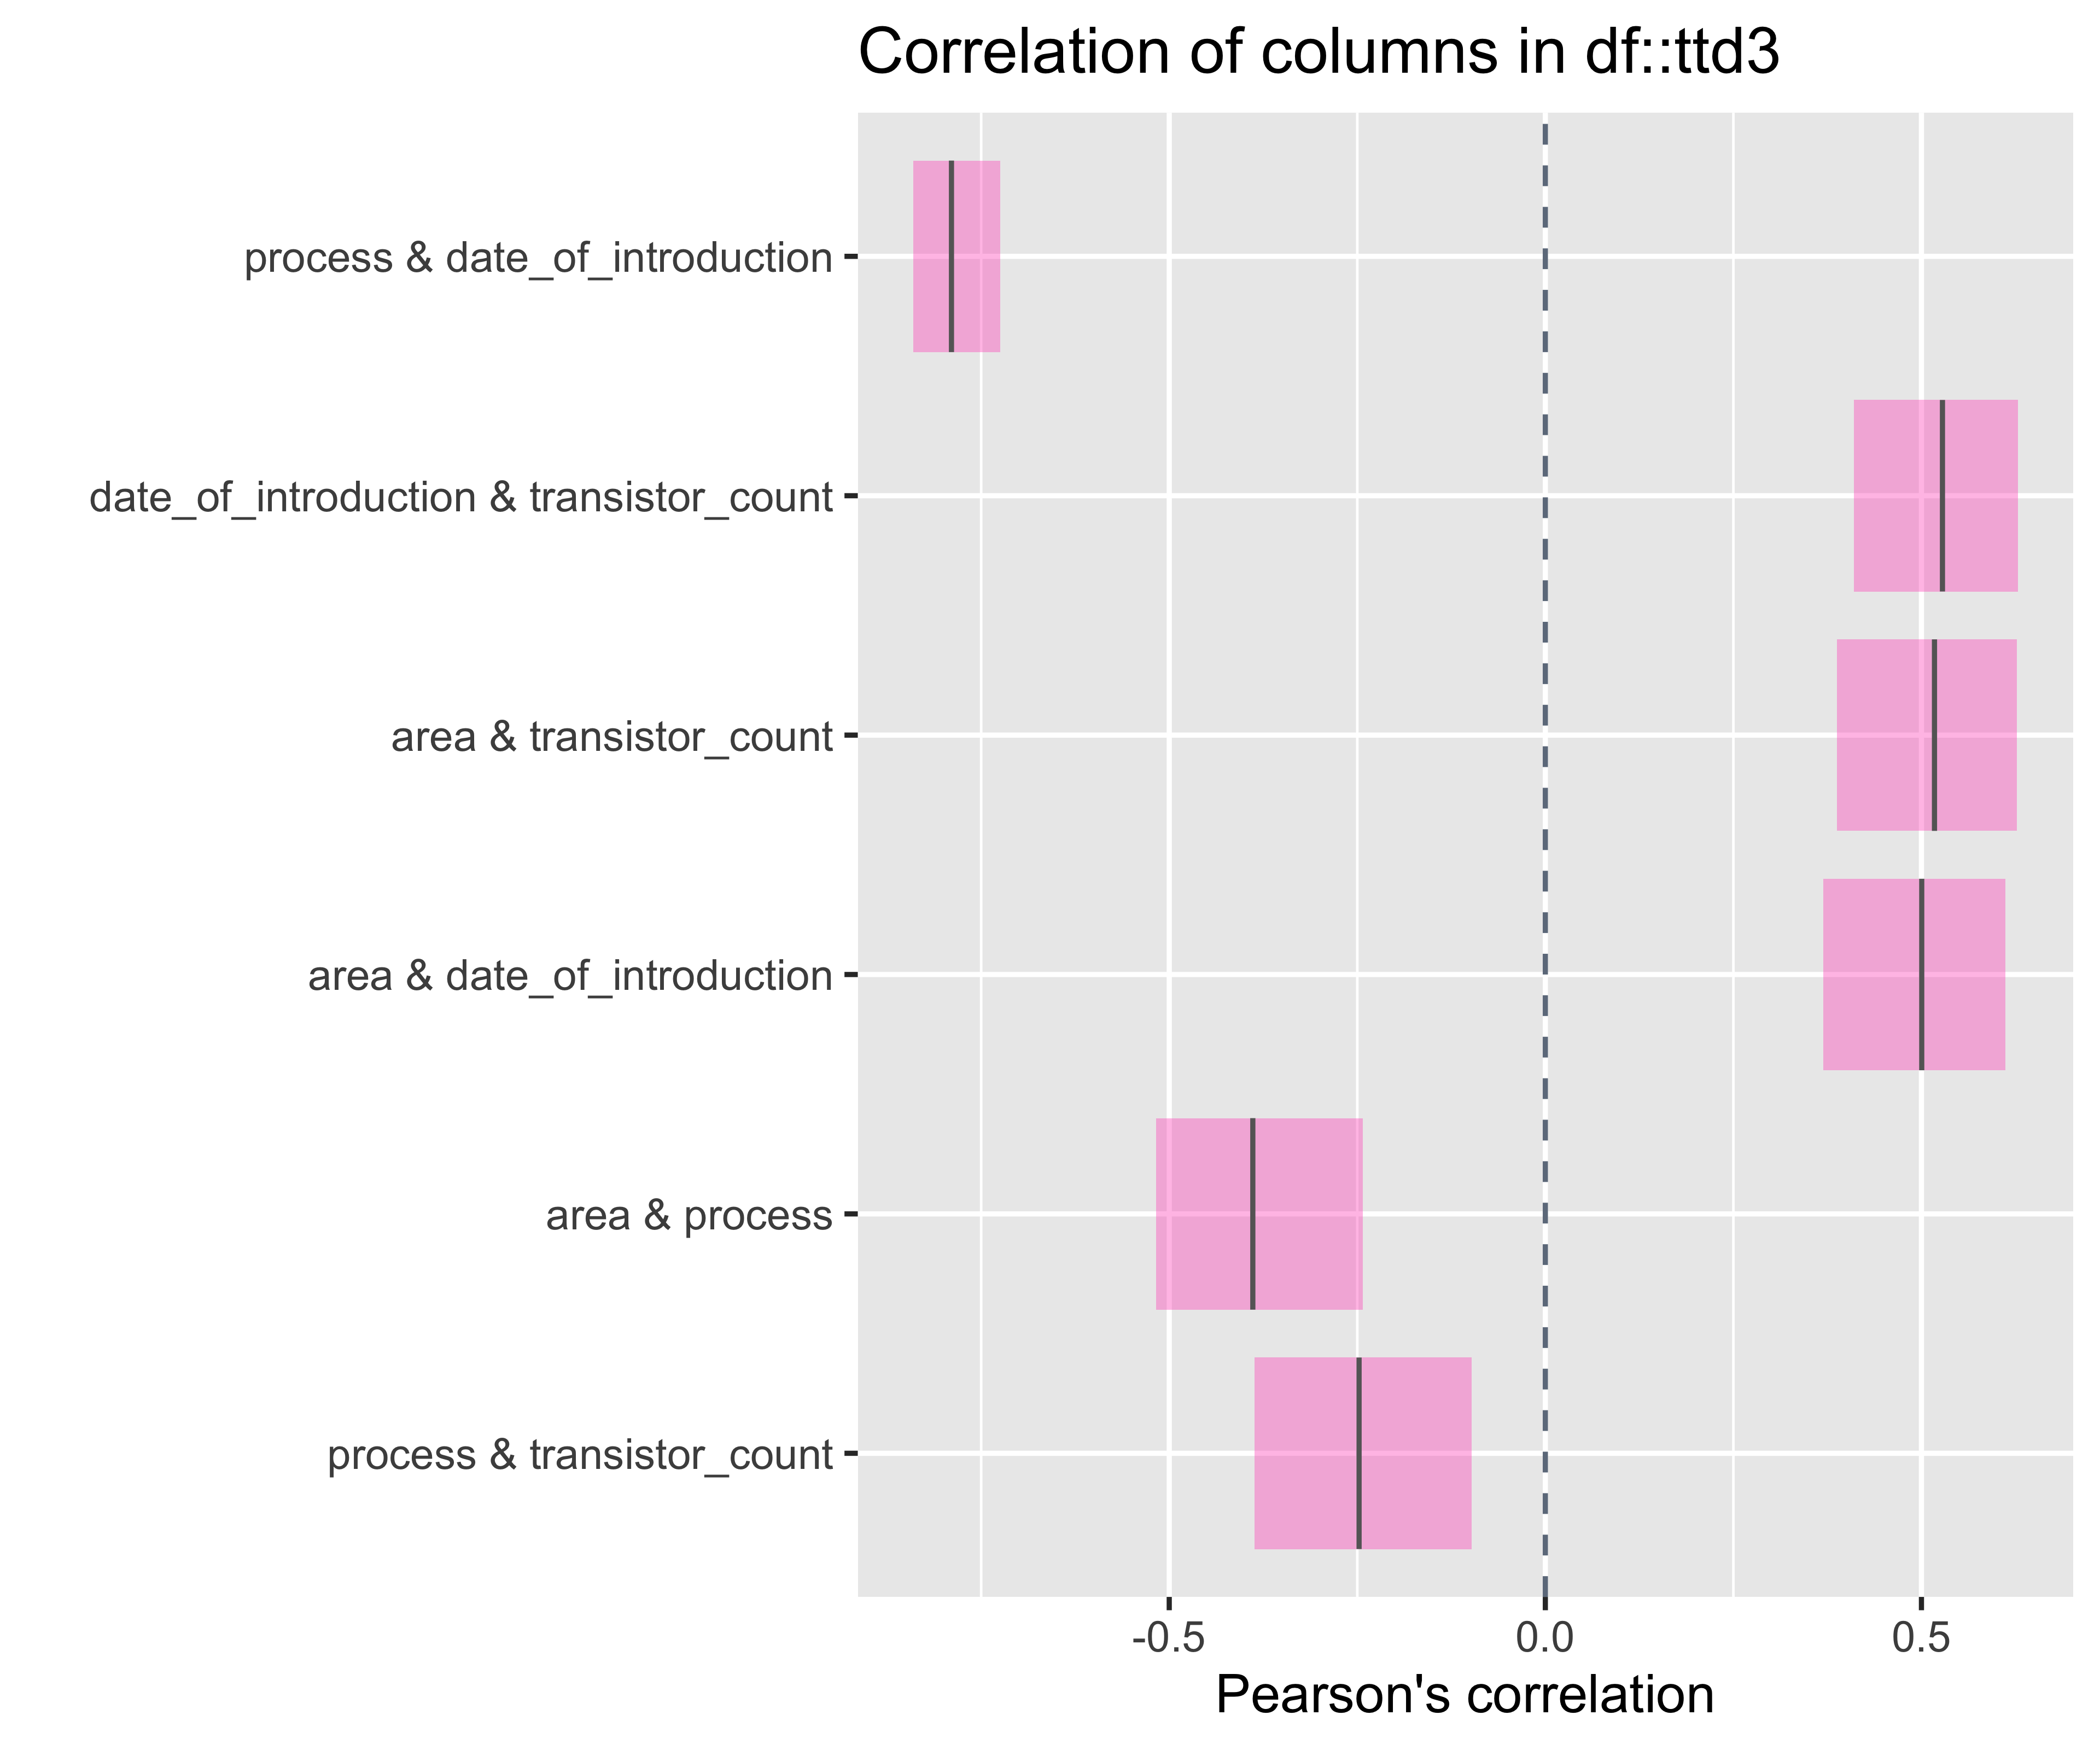 Correlation of columns in df::ttd3
process & date_of_introduction
date_of_introduction & transistor_count
area & transistor_count
area & date_of_introduction
area & process
process & transistor_count
-0.5 0.0 0.5
Pearson's correlation